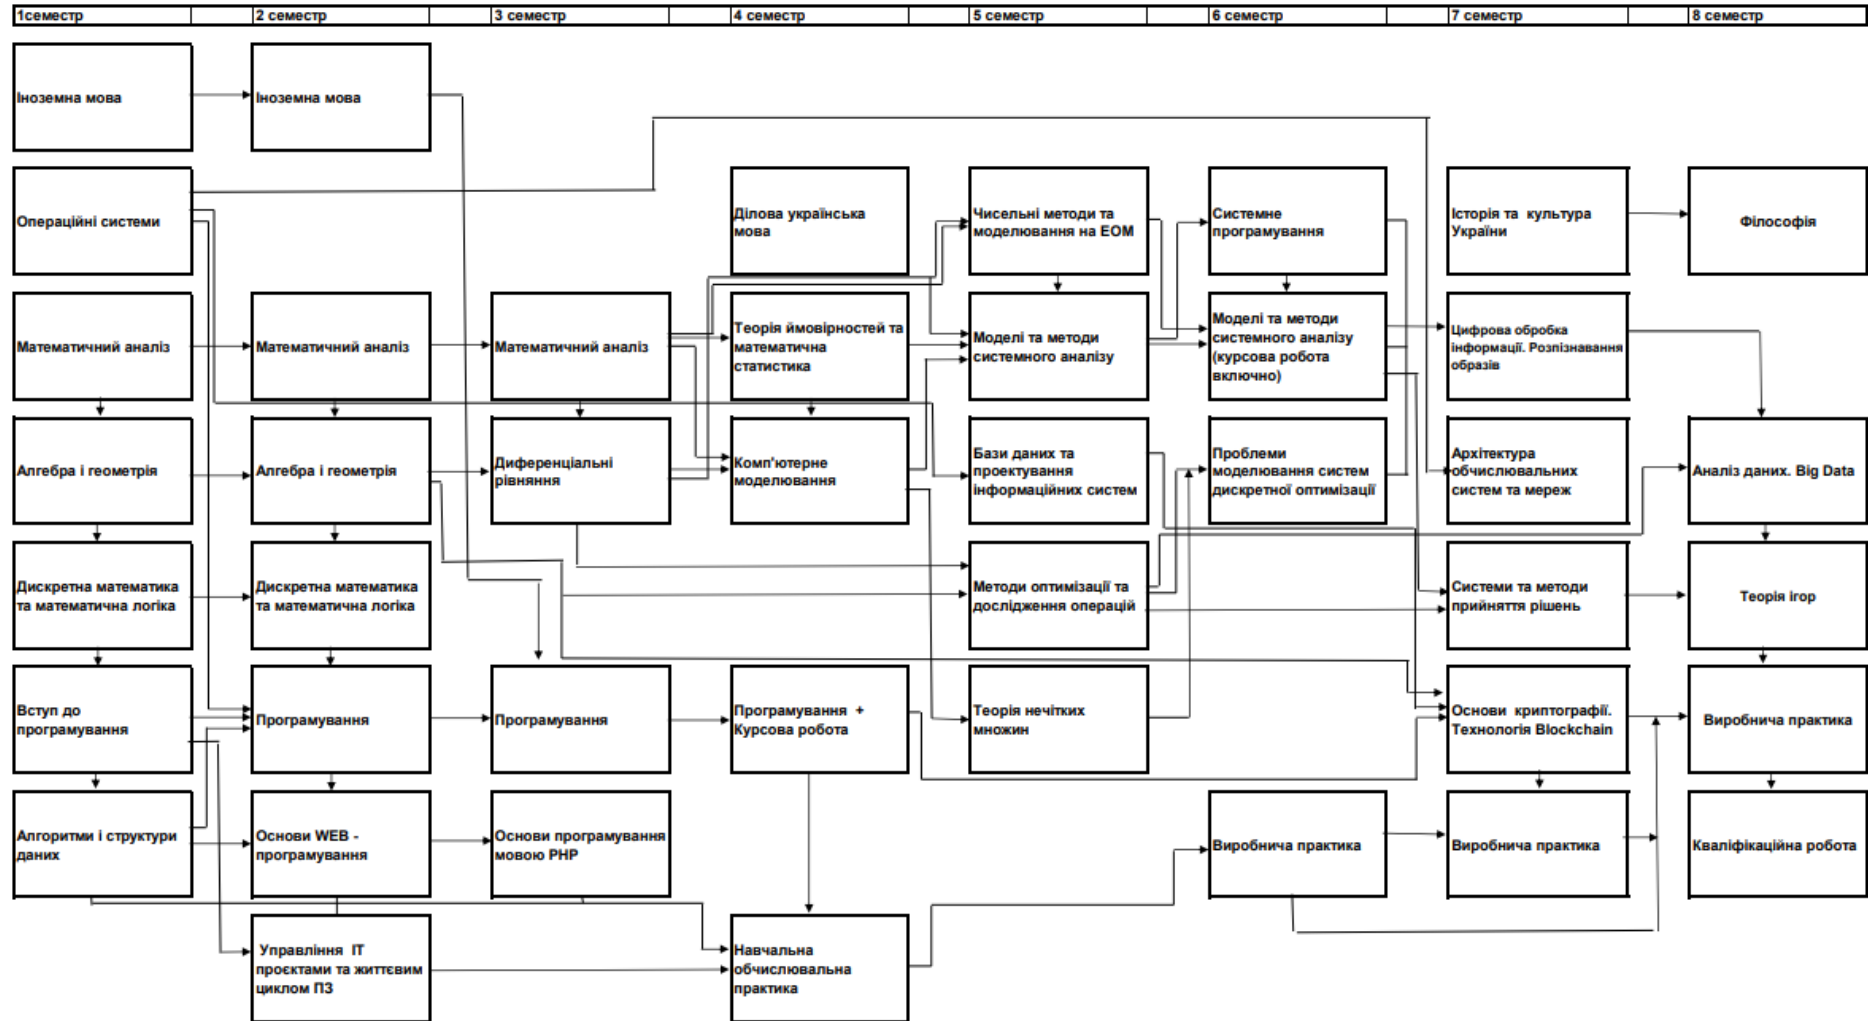 1семестр
2 семестр
3 семестр
4 семестр
5 семестр
6 семестр
7 семестр
8 семестр
Іноземна мова
Іноземна мова
Операційні системи
Ділова українська
мова
Чисельні методи та
моделювання на ЕОМ
Системне
програмування
Історія та культура
України
Філософія
Математичний аналіз
Математичний аналіз
Математичний аналіз
Теорія ймовірностей та
математична
статистика
Моделі та методи
системного аналізу
Моделі та методи
системного аналізу
(курсова робота
включно)
Цифрова обробка
інформації. Розпізнавання
образів
Алгебра і геометрія
Алгебра і геометрія
Диференціальні
рівняння
Комп'ютерне
моделювання
Бази даних та
проектування
інформаційних систем
Проблеми
моделювання систем
дискретної оптимізації
Архітектура
обчислювальних
систем та мереж
Аналіз даних. Big Data
Дискретна математика
та математична логіка
Дискретна математика
та математична логіка
Методи оптимізації та
дослідження операцій
Системи та методи
прийняття рішень
Теорія ігор
Вступ до
програмування
Програмування
Програмування
Програмування +
Курсова робота
Теорія нечітких
множин
Основи криптографії.
Технологія Blockchain
Виробнича практика
Алгоритми і структури
даних
Основи WEB -
програмування
Основи програмування
мовою PHP
Виробнича практика
Виробнича практика
Кваліфікаційна робота
Управління ІТ
проєктами та життєвим
циклом ПЗ
Навчальна
обчислювальна
практика